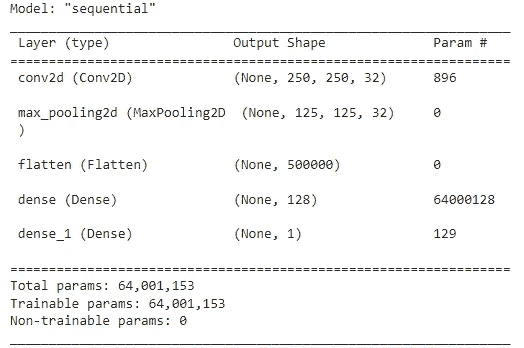 Model: "sequential"
Layer (type) Output Shape Param #
conv2d (Conv2D) (None, 250, 250, 32) 896
max_pooling2d (MaxPooling2D (None, 125, 125, 32) 0
)
flatten (Flatten) (None, 500000) 0
dense (Dense) (None, 128) 64000128
dense_1 (Dense) (None, 1) 129
Total params: 64,001,153
Trainable params: 64,001,153
Non-trainable params: 0